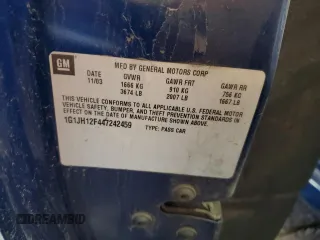 GM
MFD BY GENERAL MOTORS CORP
DATE GVWR GAWR FRT GAWR RR
11/03 1666 KG 910 KG 756 KG
3674 LB 2007 LB 1667 LB
THIS VEHICLE CONFORMS TO ALL APPLICABLE U.S. FEDERAL MOTOR
VEHICLE SAFETY, BUMPER, AND THEFT PREVENTION STANDARDS
IN EFFECT ON THE DATE OF MANUFACTURE SHOWN ABOVE.
1G1JH12F447242459 TYPE: PASS CAR
DREAMBID